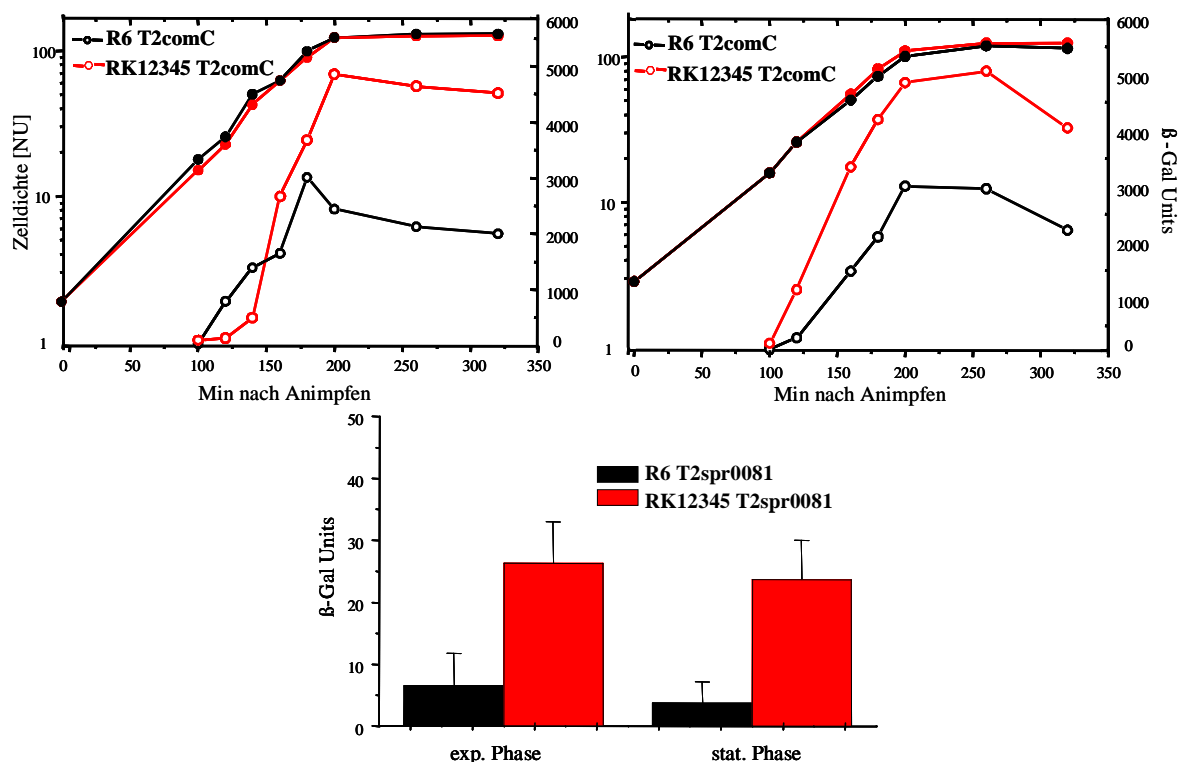 R6 T2comC
RK12345 T2comC
Zelldichte [NU]
100
10
1
6000
5000
4000
3000
2000
1000
0
0 50 100 150 200 250 300 350
Min nach Animpfen
R6 T2comC
RK12345 T2comC
100
10
1
6000
5000
4000
3000
2000
1000
0
ß-Gal Units
0 50 100 150 200 250 300 350
Min nach Animpfen
50
40
30
20
10
0
ß-Gal Units
R6 T2spr0081
RK12345 T2spr0081
exp. Phase
stat. Phase